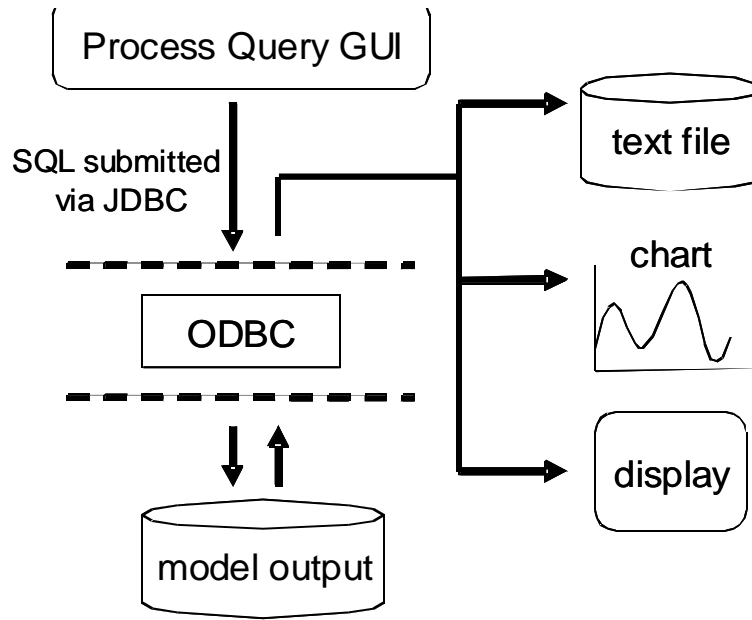 Process Query GUI
SQL submitted
via JDBC
ODBC
model output
text file
chart
display